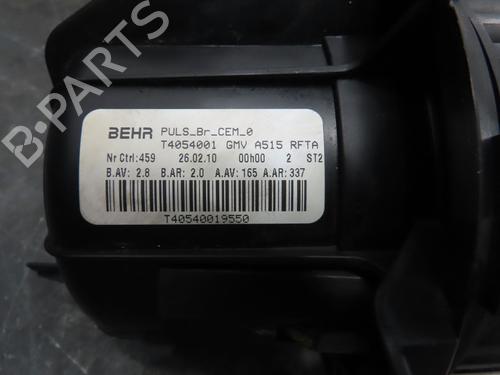 BEHR PULS_Br_CEM_0
T4054001 GMV A515 RFTA
Nr Ctrl:459 26.02.10 00h00 2 ST2
B.AV: 2.8 B.AR: 2.0 A.AV: 165 A.AR: 337
T40540019550
B-PARTS